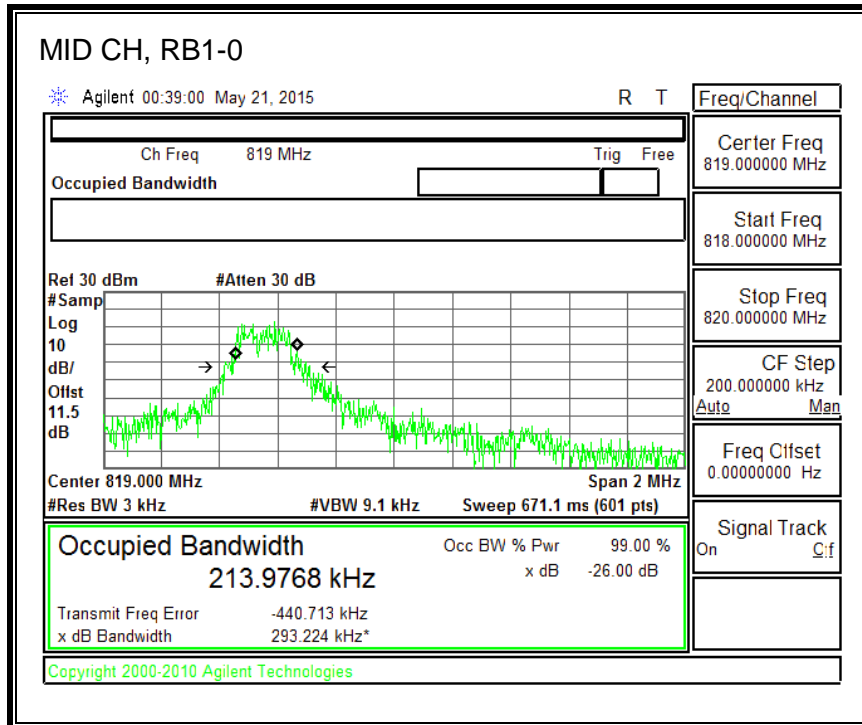 MID CH, RB1-0
Agilent 00:39:00 May 21, 2015 R T
Freq/Channel
Ch Freq 819 MHz Trig Free
Occupied Bandwidth
Center Freq
819.000000 MHz
Start Freq
818.000000 MHz
Stop Freq
820.000000 MHz
CF Step
200.000000 kHz
Auto Man
Freq Offset
0.00000000 Hz
Signal Track
On Off
Ref 30 dBm #Atten 30 dB
#Samp
Log
10
dB/
Offst
11.5
dB
Center 819.000 MHz Span 2 MHz
#Res BW 3 kHz #VBW 9.1 kHz Sweep 671.1 ms (601 pts)
Occupied Bandwidth Occ BW % Pwr 99.00 %
213.9768 kHz x dB -26.00 dB
Transmit Freq Error -440.713 kHz
x dB Bandwidth 293.224 kHz*
Copyright 2000-2010 Agilent Technologies